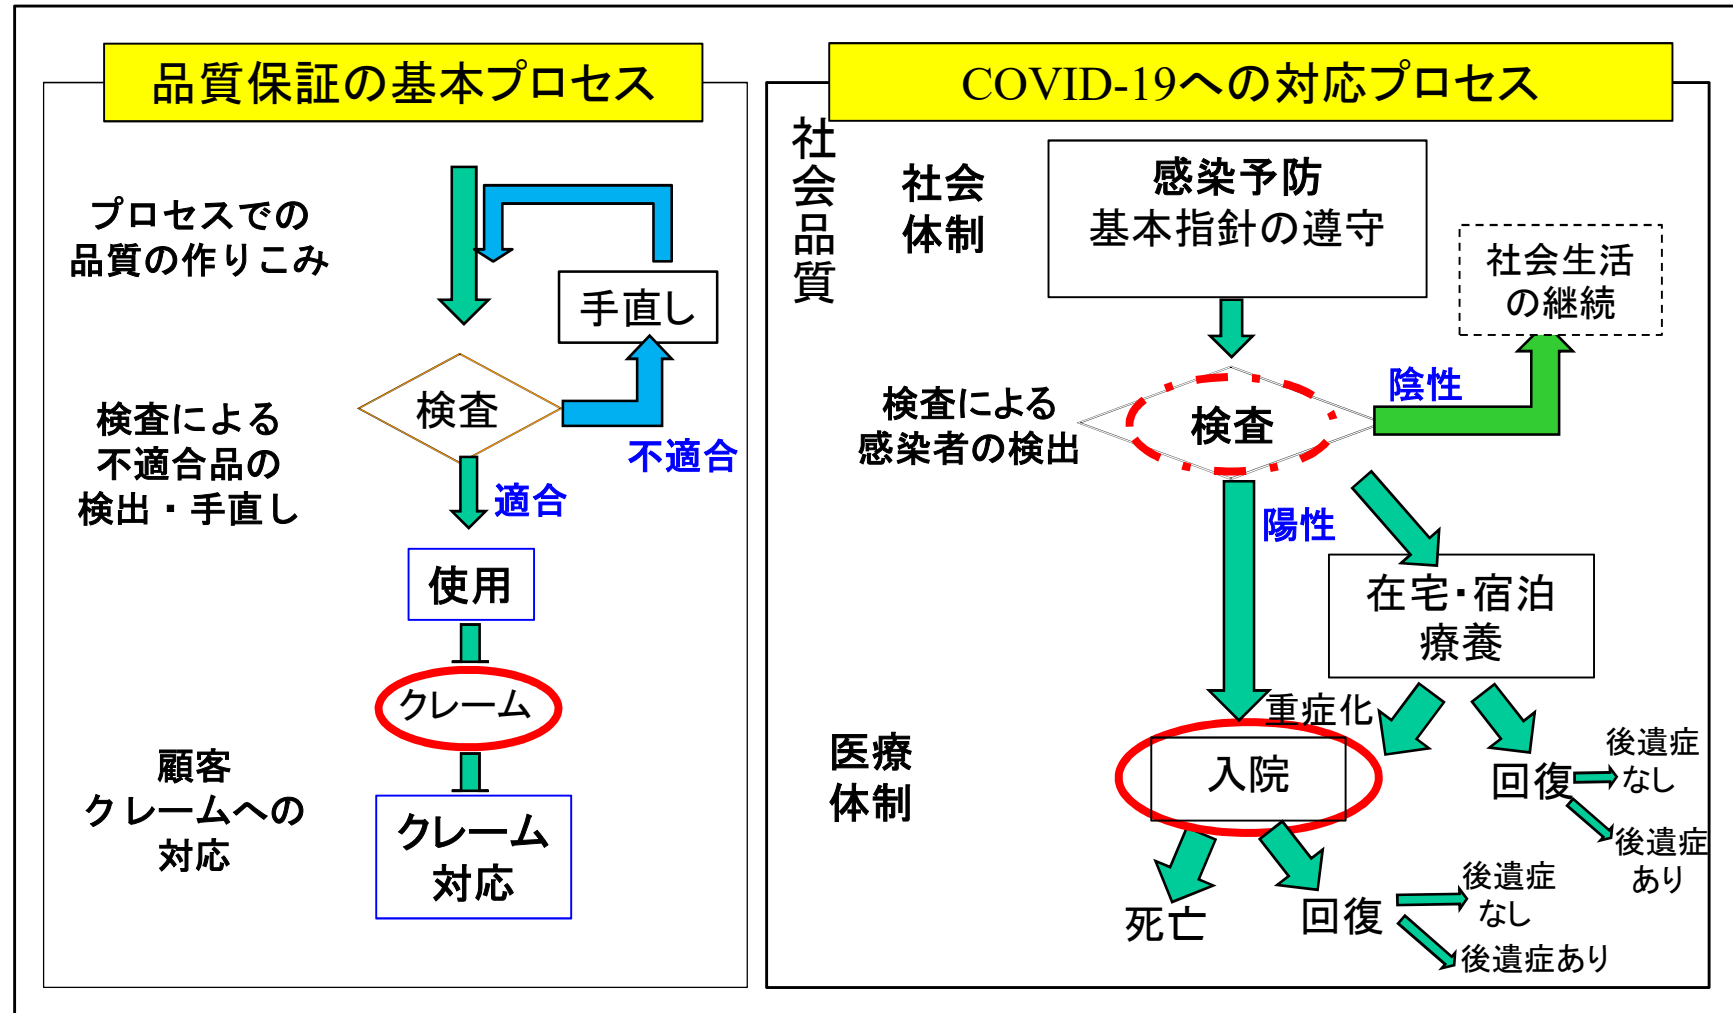 品質保証の基本プロセス
プロセスでの
品質の作りこみ
手直し
検査
検査による
不適合品の
検出・手直し
不適合
適合
使用
クレーム
顧客
クレームへの
対応
クレーム
対応
COVID-19への対応プロセス
社会品質
社会
体制
感染予防
基本指針の遵守
社会生活
の継続
陰性
検査による
感染者の検出
検査
陽性
在宅・宿泊
療養
重症化
医療
体制
入院
回復
後遺症
なし
後遺症
あり
死亡
回復
後遺症
なし
後遺症あり